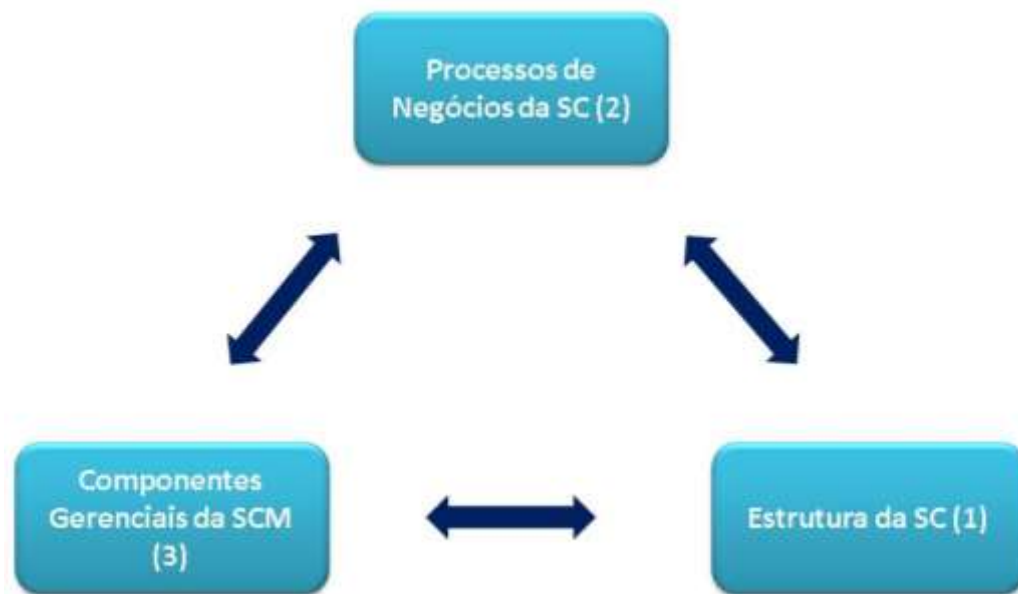 Processos de
Negócios da SC (2)
Componentes
Gerenciais da SCM
(3)
Estrutura da SC (1)